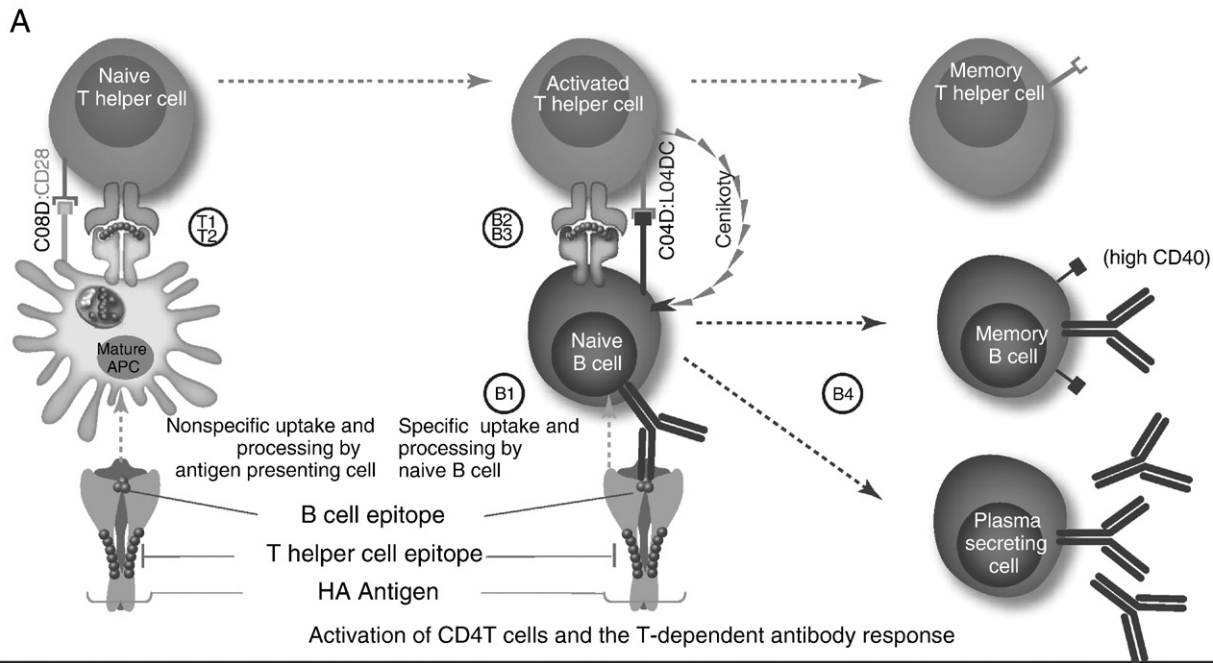 A
Naive
T helper cell
Activated
T helper cell
Memory
T helper cell
C08D:CD28
T1
T2
B2
B3
C04D:L04DC
Cenikoty
(high CD40)
Mature
APC
Naive
B cell
Memory
B cell
B1
B4
Nonspecific uptake and
processing by
antigen presenting cell
Specific uptake and
processing by
naive B cell
B cell epitope
T helper cell epitope
HA Antigen
Plasma
secreting
cell
Activation of CD4T cells and the T-dependent antibody response